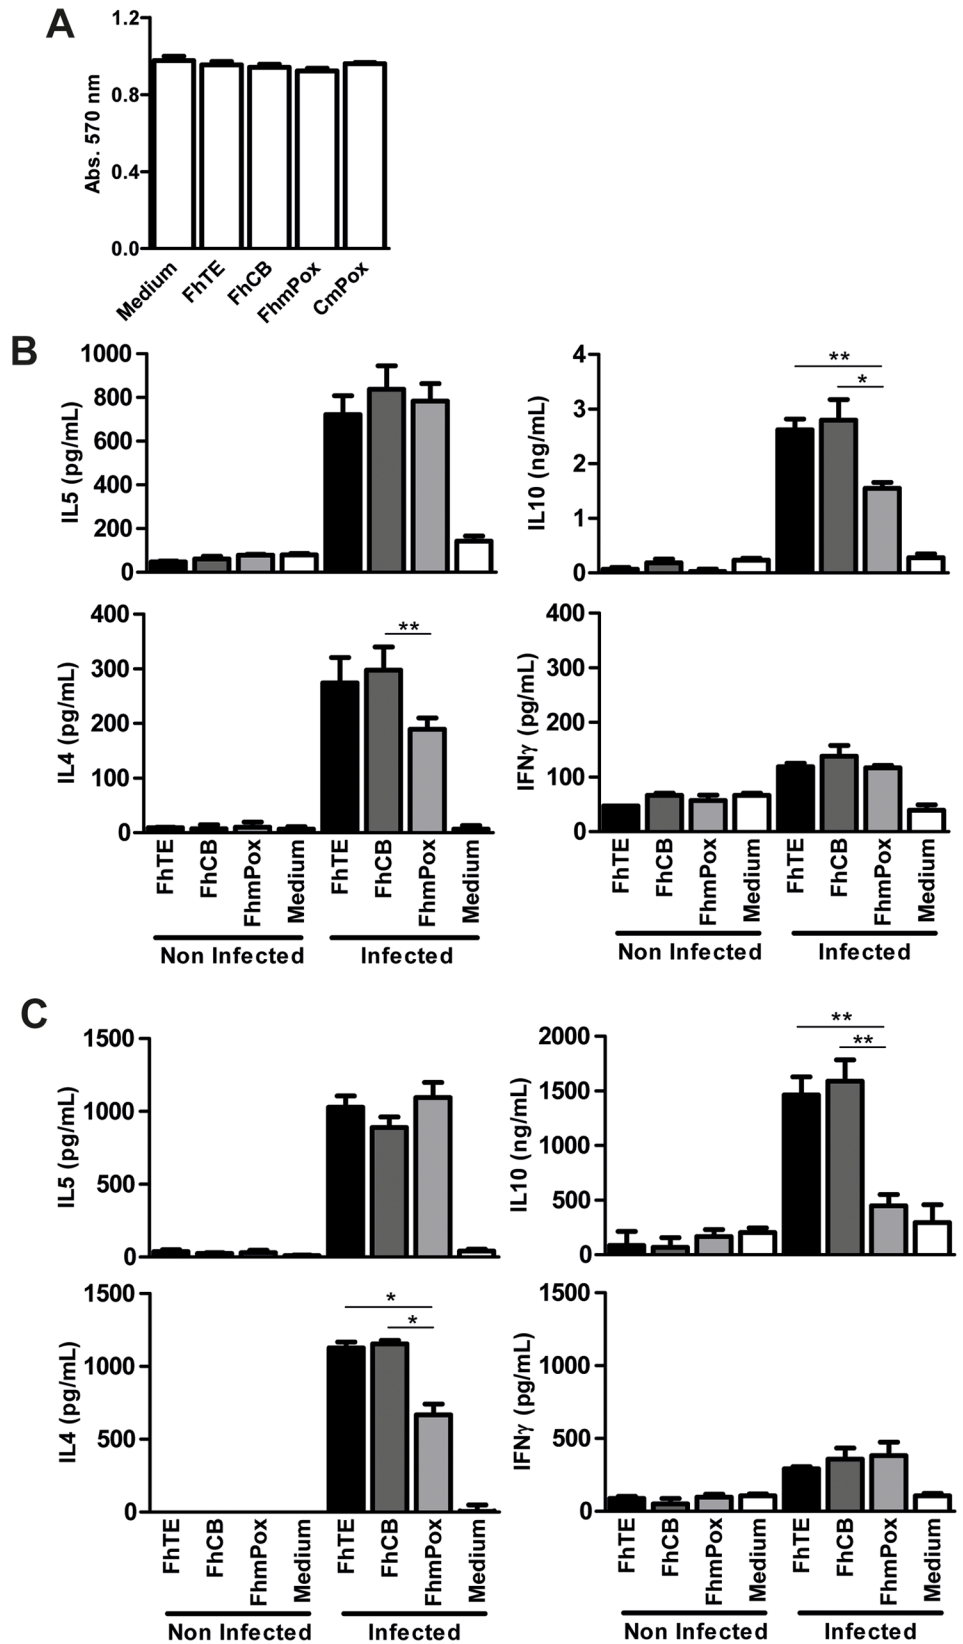 A
1.2
0.8
0.4
0.0
Abs. 570 nm
Medium
FhTE
FhCB
FhmPox
CmPox
B
1000
800
600
400
200
0
IL5 (pg/mL)
4
3
2
1
0
IL10 (ng/mL)
**
*
400
300
200
100
0
IL4 (pg/mL)
**
FhTE
FhCB
FhmPox
Medium
FhTE
FhCB
FhmPox
Medium
Non Infected
Infected
400
300
200
100
0
IFNγ (pg/mL)
FhTE
FhCB
FhmPox
Medium
FhTE
FhCB
FhmPox
Medium
Non Infected
Infected
C
1500
1000
500
0
IL5 (pg/mL)
2000
1500
1000
500
0
IL10 (ng/mL)
**
**
1500
1000
500
0
IL4 (pg/mL)
*
*
FhTE
FhCB
FhmPox
Medium
FhTE
FhCB
FhmPox
Medium
Non Infected
Infected
1500
1000
500
0
IFNγ (pg/mL)
FhTE
FhCB
FhmPox
Medium
FhTE
FhCB
FhmPox
Medium
Non Infected
Infected